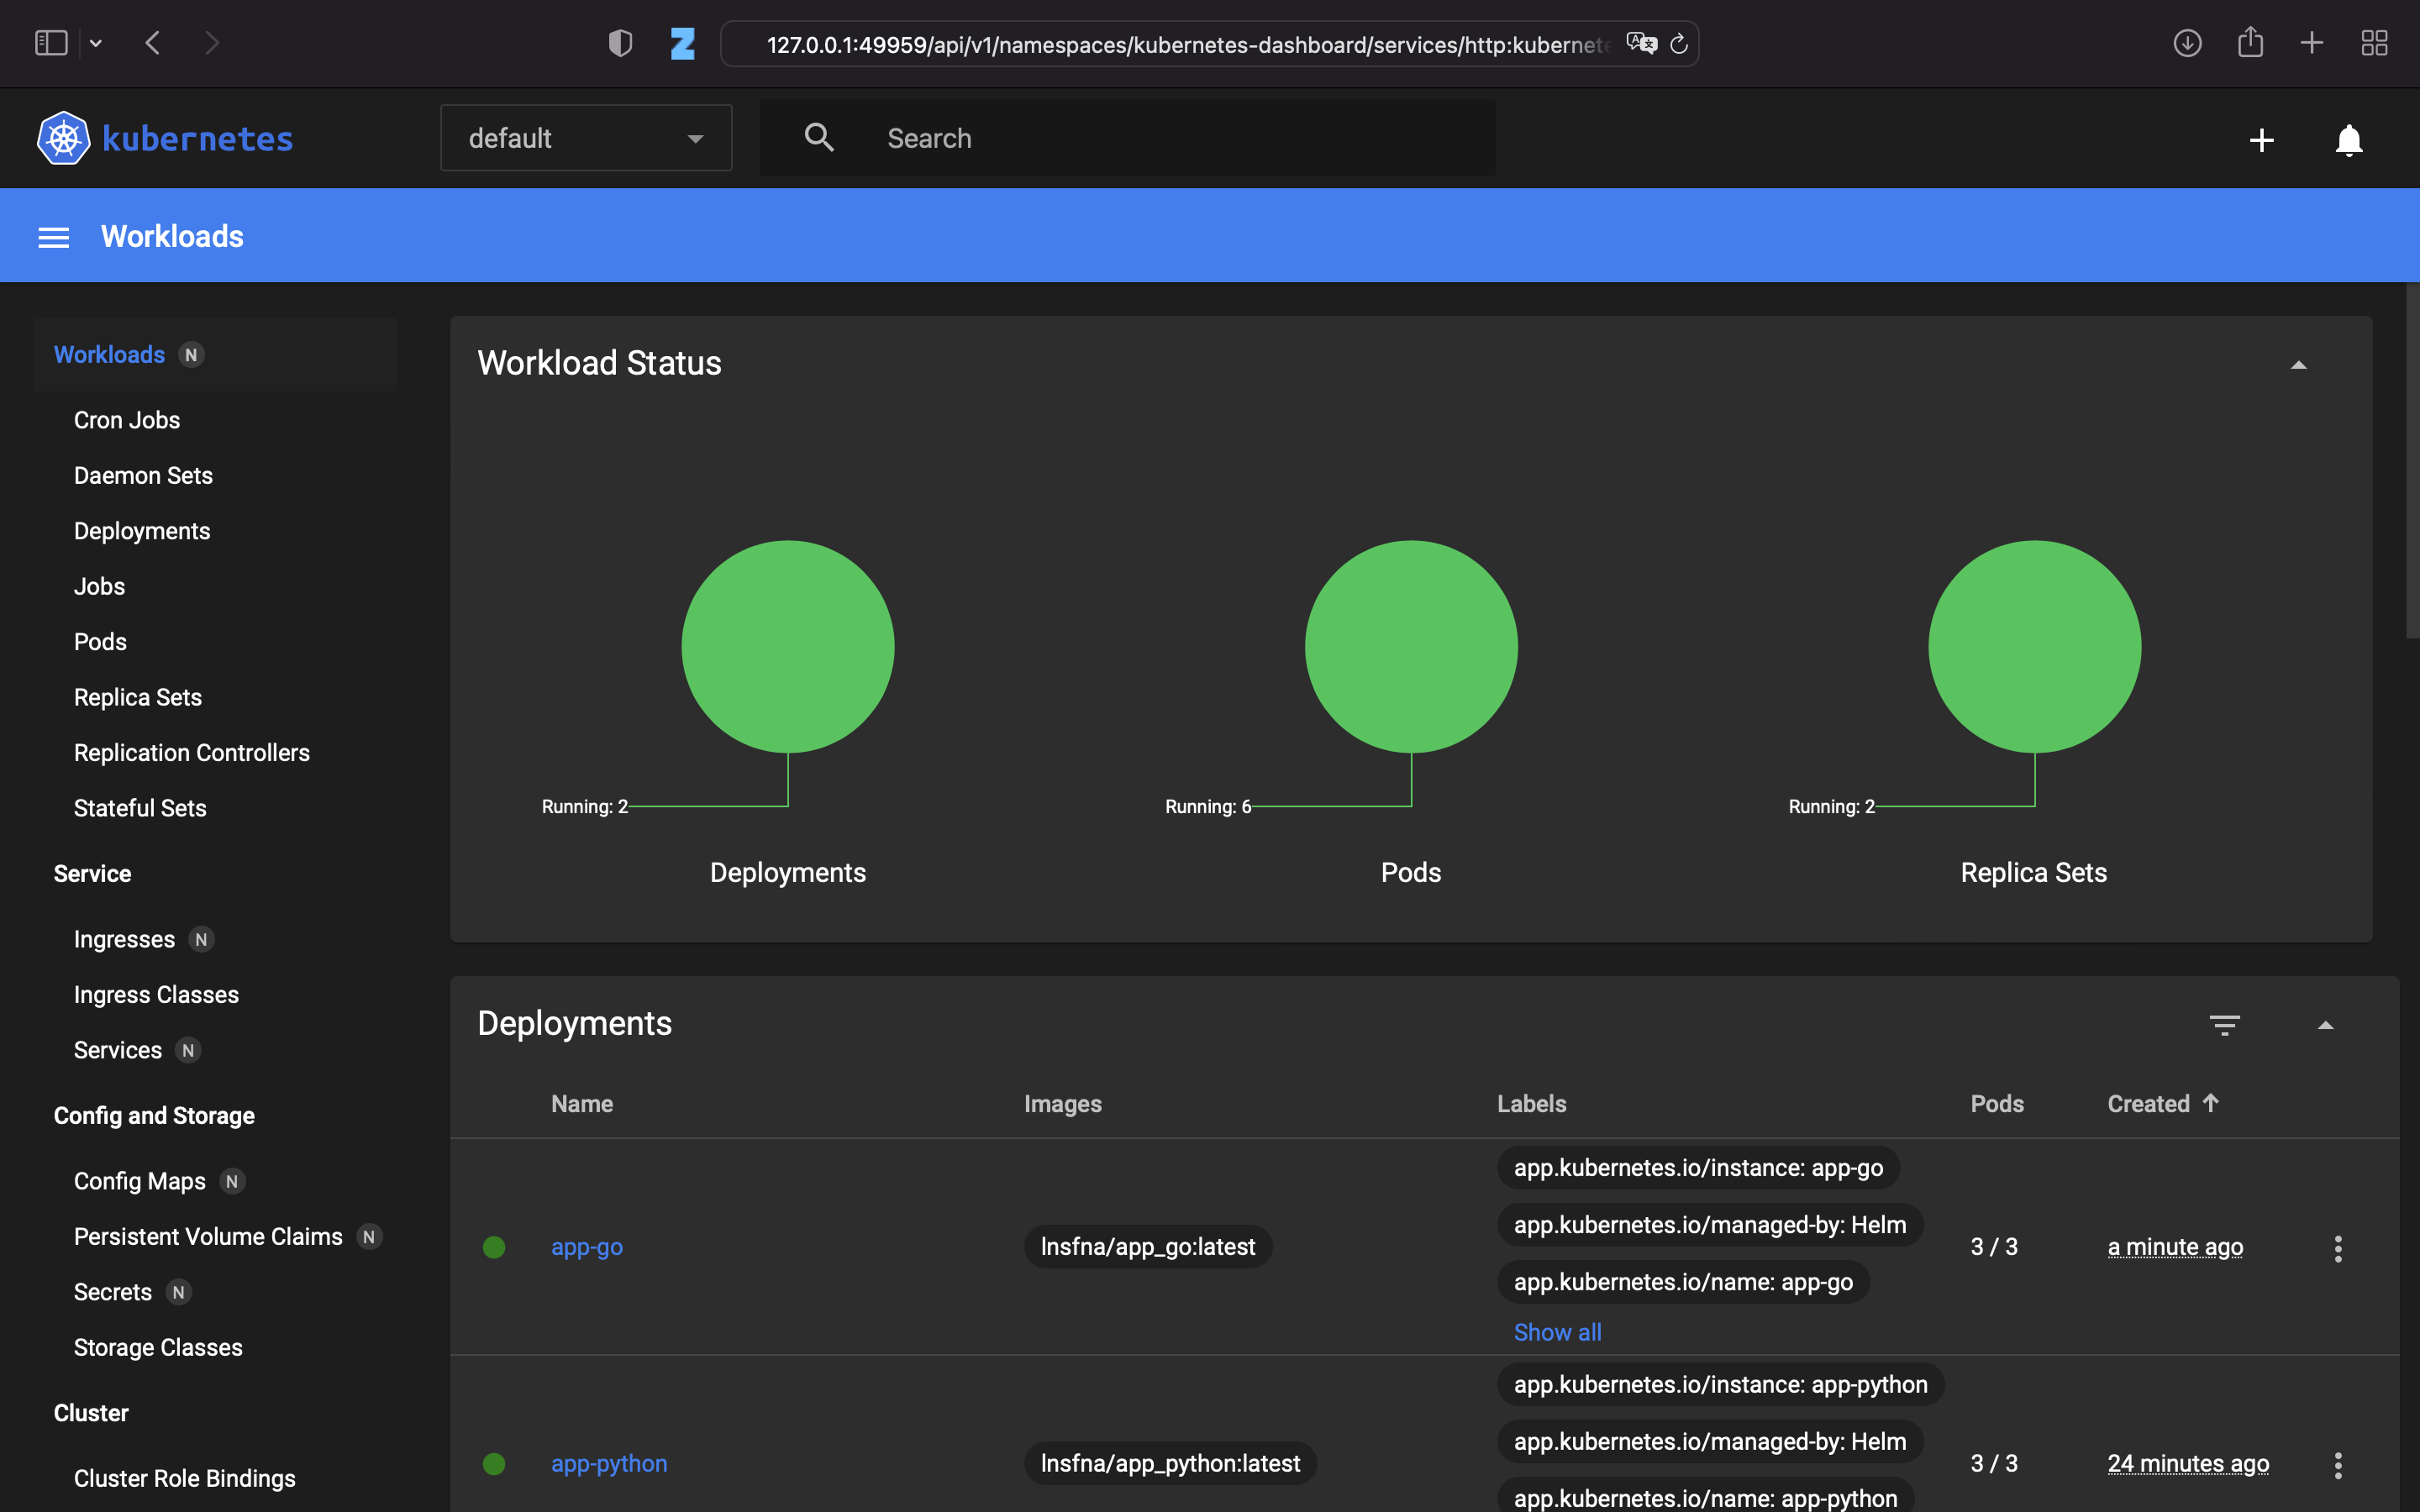 127.0.0.1:49959/api/v1/namespaces/kubernetes-dashboard/services/http:kubernete
kubernetes
default
Search
Workloads
Workloads N
Cron Jobs
Daemon Sets
Deployments
Jobs
Pods
Replica Sets
Replication Controllers
Stateful Sets
Service
Ingresses N
Ingress Classes
Services N
Config and Storage
Config Maps N
Persistent Volume Claims N
Secrets N
Storage Classes
Cluster
Cluster Role Bindings
Workload Status
Running: 2
Deployments
Running: 6
Pods
Running: 2
Replica Sets
Deployments
Name Images Labels Pods Created
app-go lnsfna/app_go:latest 3 / 3 a minute ago
app.kubernetes.io/instance: app-go
app.kubernetes.io/managed-by: Helm
app.kubernetes.io/name: app-go
Show all
app-python lnsfna/app_python:latest 3 / 3 24 minutes ago
app.kubernetes.io/instance: app-python
app.kubernetes.io/managed-by: Helm
app.kubernetes.io/name: app-python